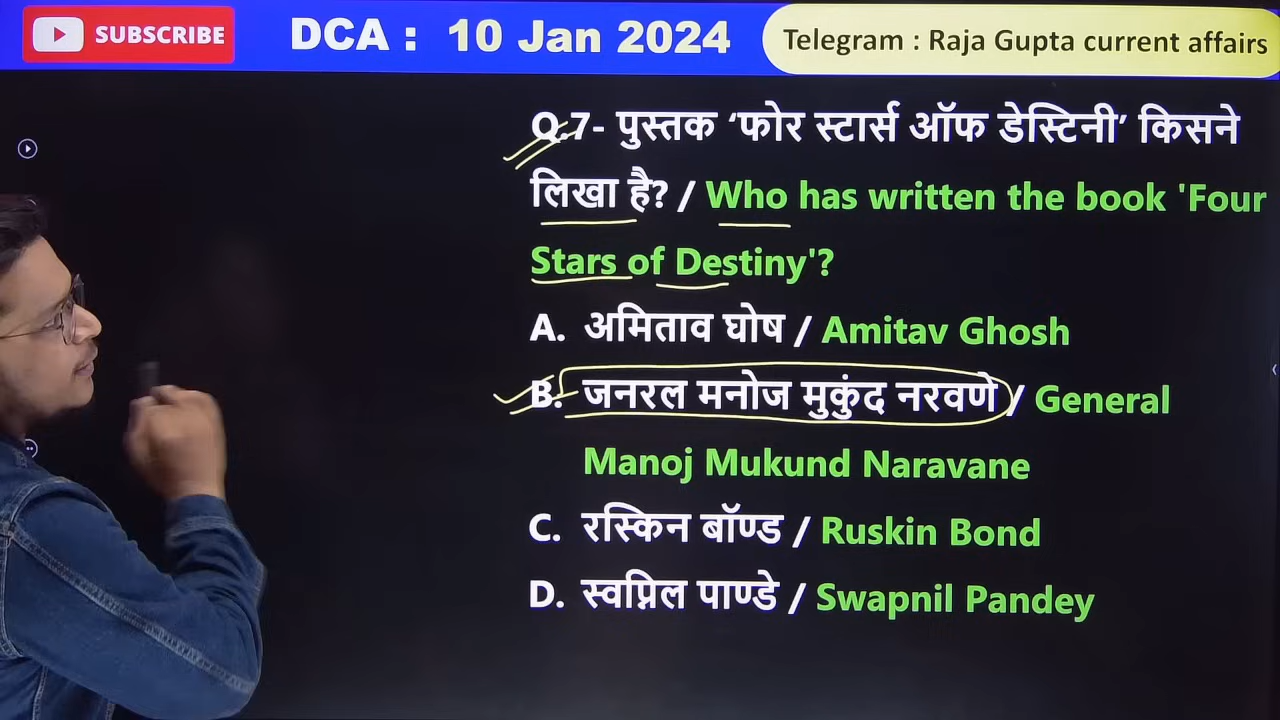 SUBSCRIBE
DCA : 10 Jan 2024
Telegram : Raja Gupta current affairs
Q.7- पुस्तक ‘फोर स्टार्स ऑफ डेस्टिनी’ किसने
लिखा है? / Who has written the book 'Four
Stars of Destiny'?
A. अमिताव घोष / Amitav Ghosh
B. जनरल मनोज मुकुंद नरवणे / General
Manoj Mukund Naravane
C. रस्किन बॉण्ड / Ruskin Bond
D. स्वप्निल पाण्डे / Swapnil Pandey